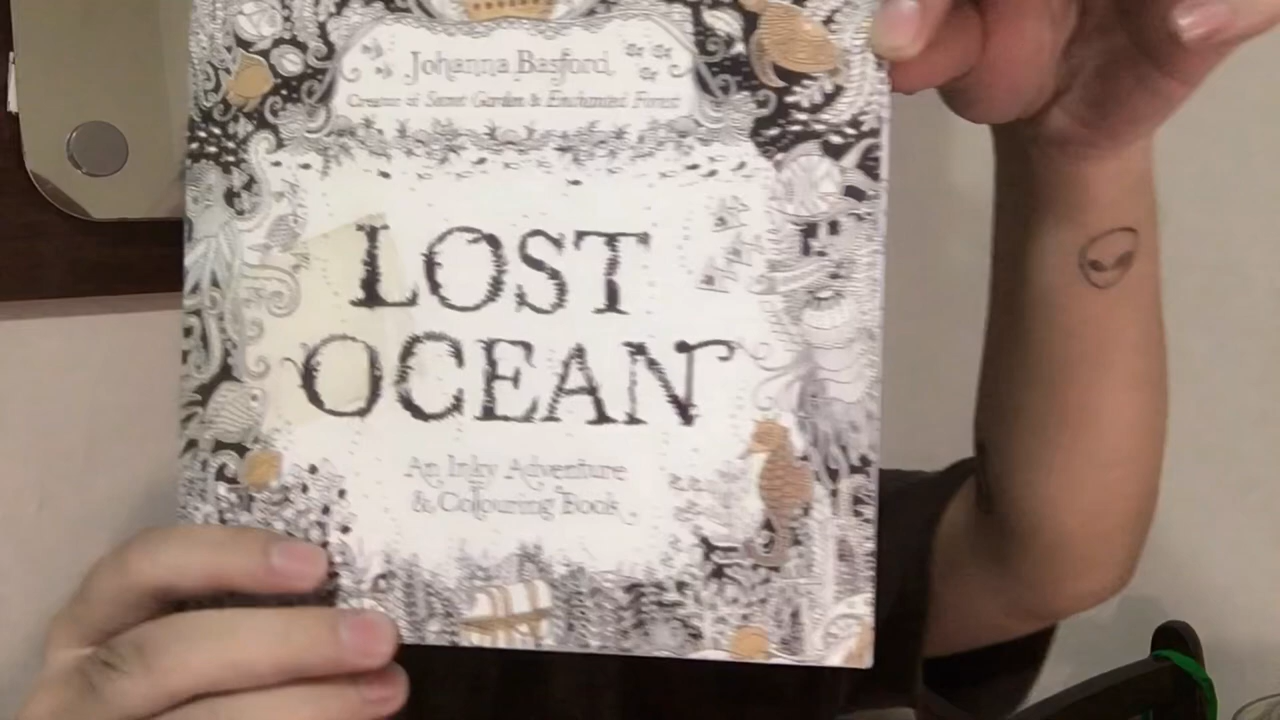 Johanna Basford
Creator of Secret Garden & Enchanted Forest
LOST
OCEAN
An Inky Adventure
& Colouring Book